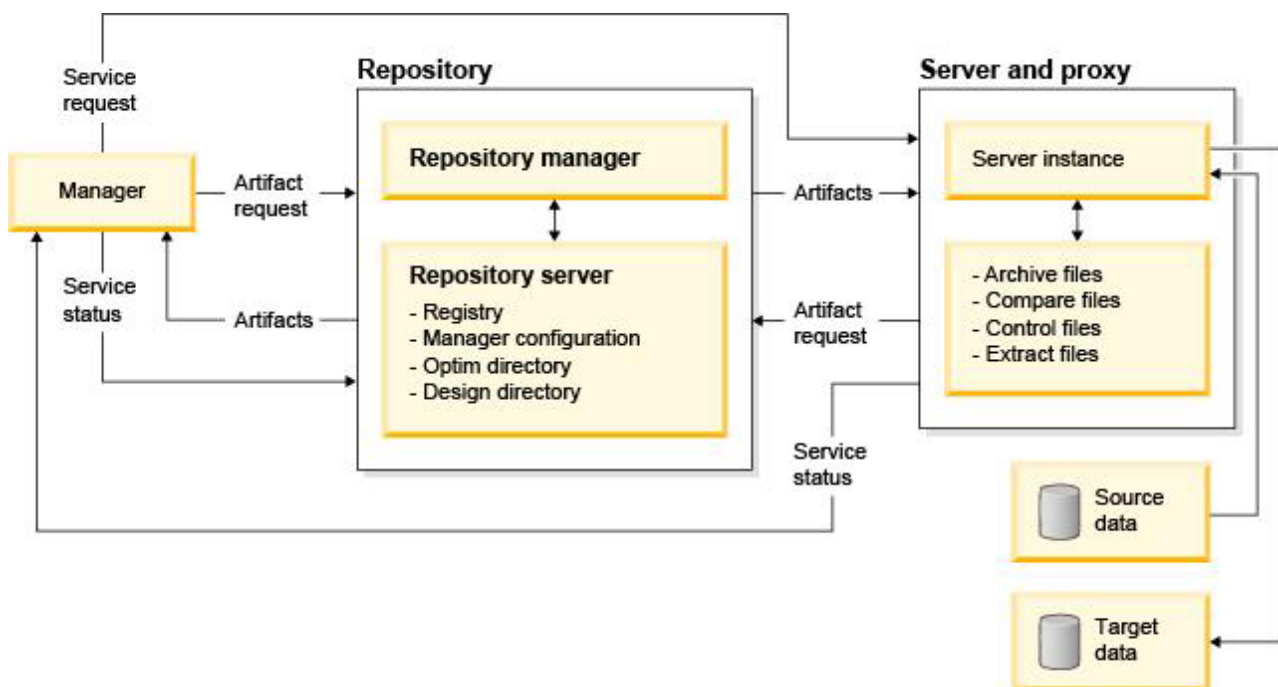 Service
request
Manager
Service
status
Artifact
request
Artifacts
Repository
Repository manager
Repository server
- Registry
- Manager configuration
- Optim directory
- Design directory
Artifacts
Artifact
request
Service
status
Server and proxy
Server instance
- Archive files
- Compare files
- Control files
- Extract files
Source
data
Target
data